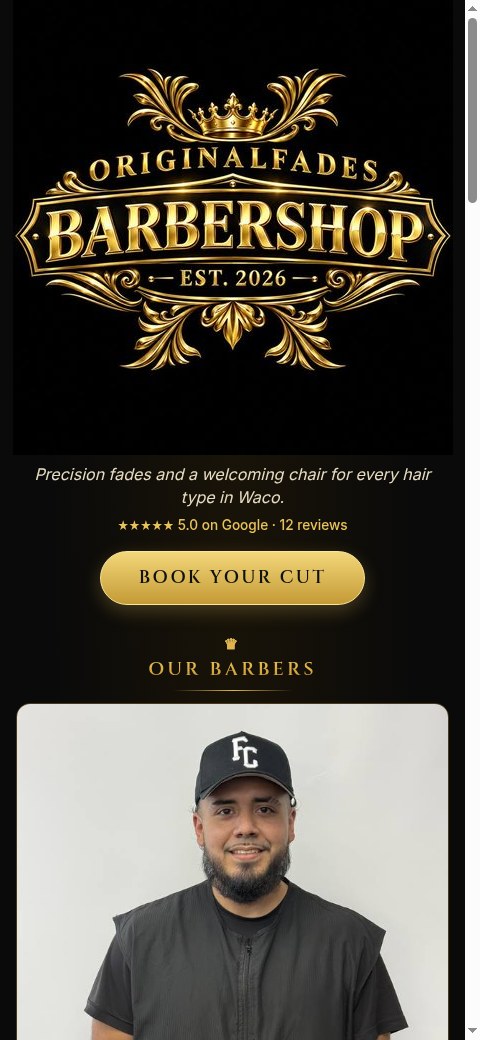 ORIGINALFADES
BARBERSHOP
EST. 2026
Precision fades and a welcoming chair for every hair
type in Waco.
★★★★★ 5.0 on Google · 12 reviews
BOOK YOUR CUT
OUR BARBERS
FC